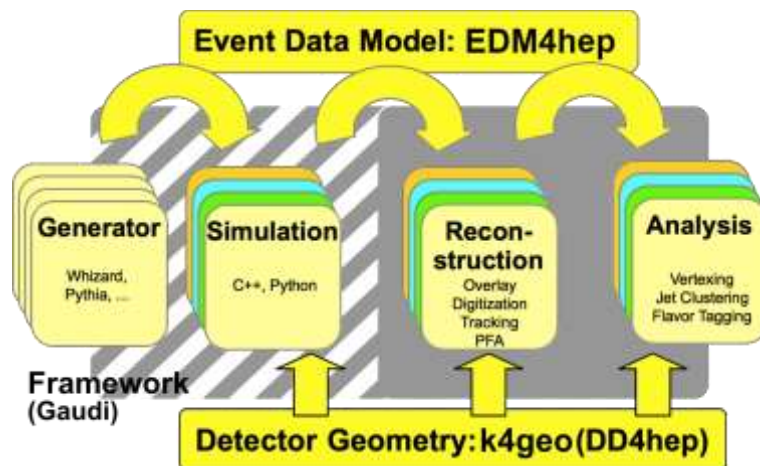 Event Data Model: EDM4hep
Generator
Whizard,
Pythia, ...
Simulation
C++, Python
Recon-
struction
Overlay
Digitization
Tracking
PFA
Analysis
Vertexing
Jet Clustering
Flavor Tagging
Framework
(Gaudi)
Detector Geometry:k4geo(DD4hep)